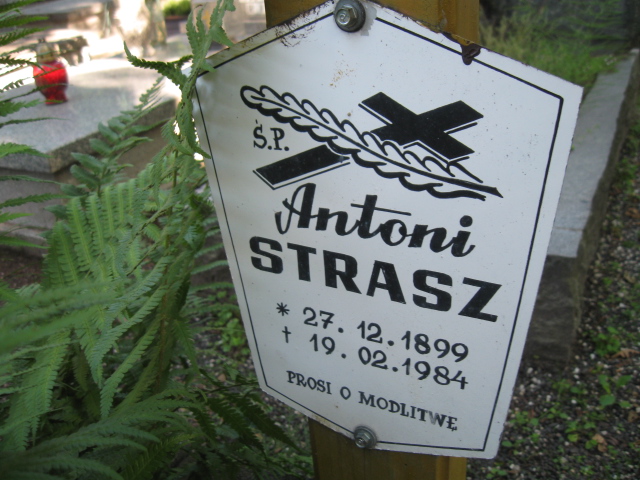 Ś.P.
Antoni
STRASZ
* 27. 12. 1899
† 19. 02. 1984
PROSI O MODLITWĘ